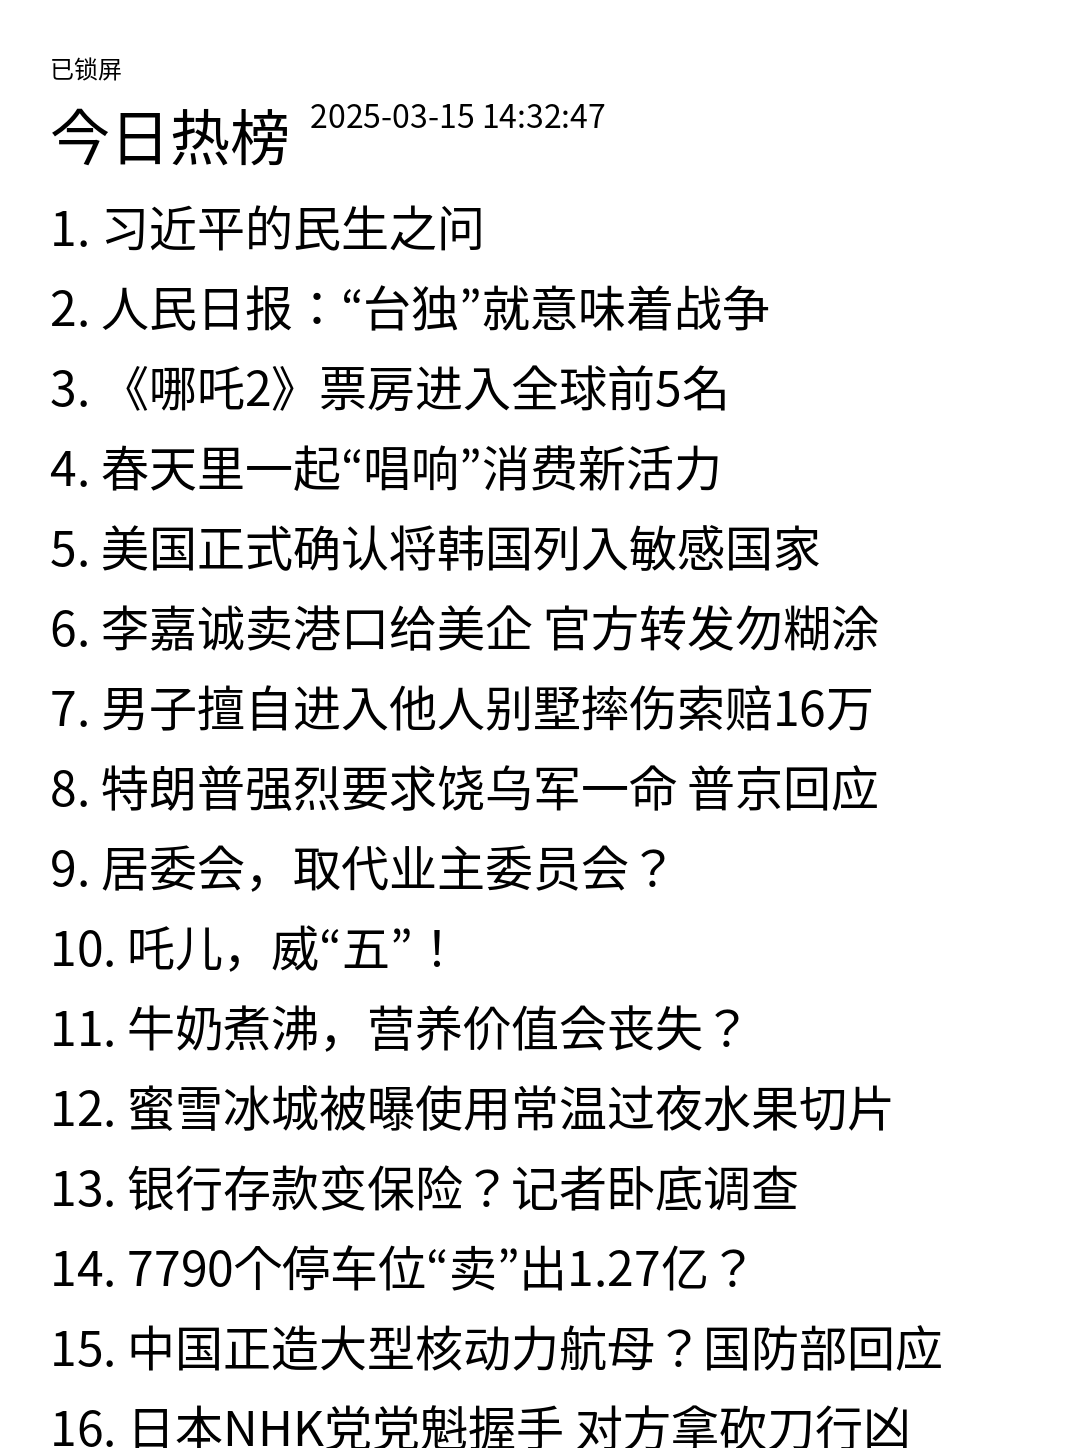 已锁屏
今日热榜 2025-03-15 14:32:47
1. 习近平的民生之问
2. 人民日报：“台独”就意味着战争
3. 《哪吒2》票房进入全球前5名
4. 春天里一起“唱响”消费新活力
5. 美国正式确认将韩国列入敏感国家
6. 李嘉诚卖港口给美企 官方转发勿糊涂
7. 男子擅自进入他人别墅摔伤索赔16万
8. 特朗普强烈要求饶乌军一命 普京回应
9. 居委会，取代业主委员会？
10. 吒儿，威“五”！
11. 牛奶煮沸，营养价值会丧失？
12. 蜜雪冰城被曝使用常温过夜水果切片
13. 银行存款变保险？记者卧底调查
14. 7790个停车位“卖”出1.27亿？
15. 中国正造大型核动力航母？国防部回应
16. 日本NHK党党魁握手 对方拿砍刀行凶